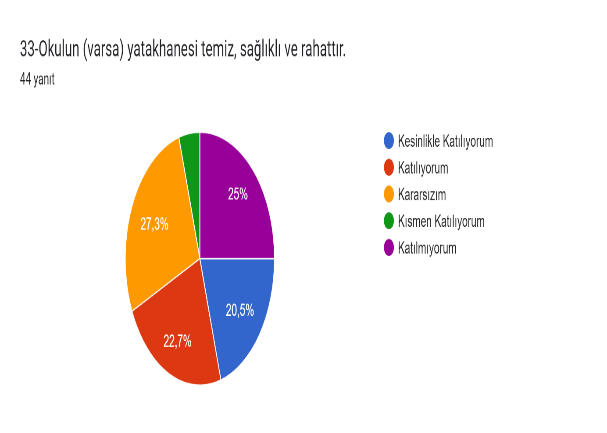 33-Okulun (varsa) yatakhanesi temiz, sağlıklı ve rahattır.
44 yanıt
Kesinlikle Katılıyorum
Katılıyorum
Kararsızım
Kısmen Katılıyorum
Katılmıyorum
25%
27,3%
20,5%
22,7%